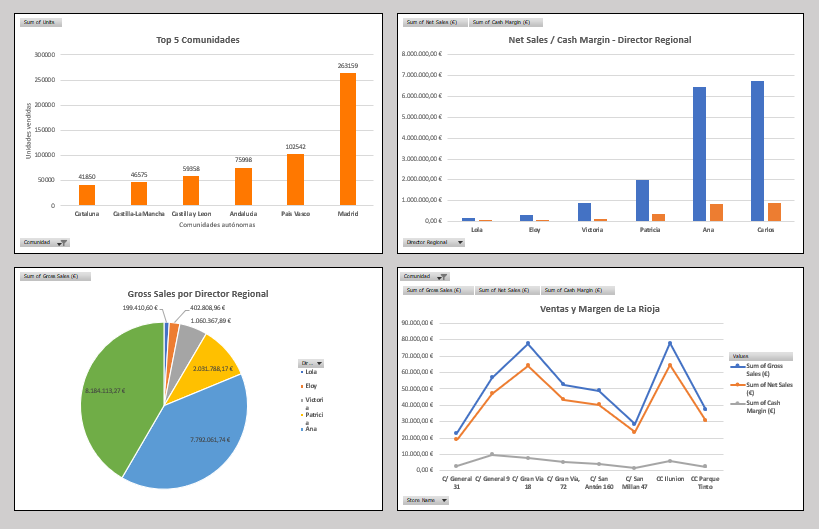 Sum of Units
Top 5 Comunidades
300000
250000
200000
150000
100000
50000
0
Unidades vendidas
41850
46575
59358
75998
102542
263159
Cataluna
Castilla-La Mancha
Castilla y Leon
Andalucia
Pais Vasco
Madrid
Comunidades autónomas
Comunidad
Sum of Net Sales (€)
Sum of Cash Margin (€)
Net Sales / Cash Margin - Director Regional
8.000.000,00 €
7.000.000,00 €
6.000.000,00 €
5.000.000,00 €
4.000.000,00 €
3.000.000,00 €
2.000.000,00 €
1.000.000,00 €
0,00 €
Lola
Eloy
Victoria
Patricia
Ana
Carlos
Director Regional
Sum of Gross Sales (€)
Gross Sales por Director Regional
199.410,60 €
402.808,96 €
1.060.367,89 €
2.031.788,17 €
8.164.113,27 €
7.792.061,74 €
Dir...
Lola
Eloy
Victori
a
Patrici
a
Ana
Comunidad
Sum of Gross Sales (€)
Sum of Net Sales (€)
Sum of Cash Margin (€)
Ventas y Margen de La Rioja
90.000,00 €
80.000,00 €
70.000,00 €
60.000,00 €
50.000,00 €
40.000,00 €
30.000,00 €
20.000,00 €
10.000,00 €
0,00 €
C/ General
31
C/ General 9
C/ Gran Via
18
C/ Gran Via,
72
C/ San
Antón 160
C/ San
Millan 47
CC Ilunion
CC Parque
Tinto
Values
Sum of Gross
Sales (€)
Sum of Net Sales
(€)
Sum of Cash
Margin (€)
Store Name